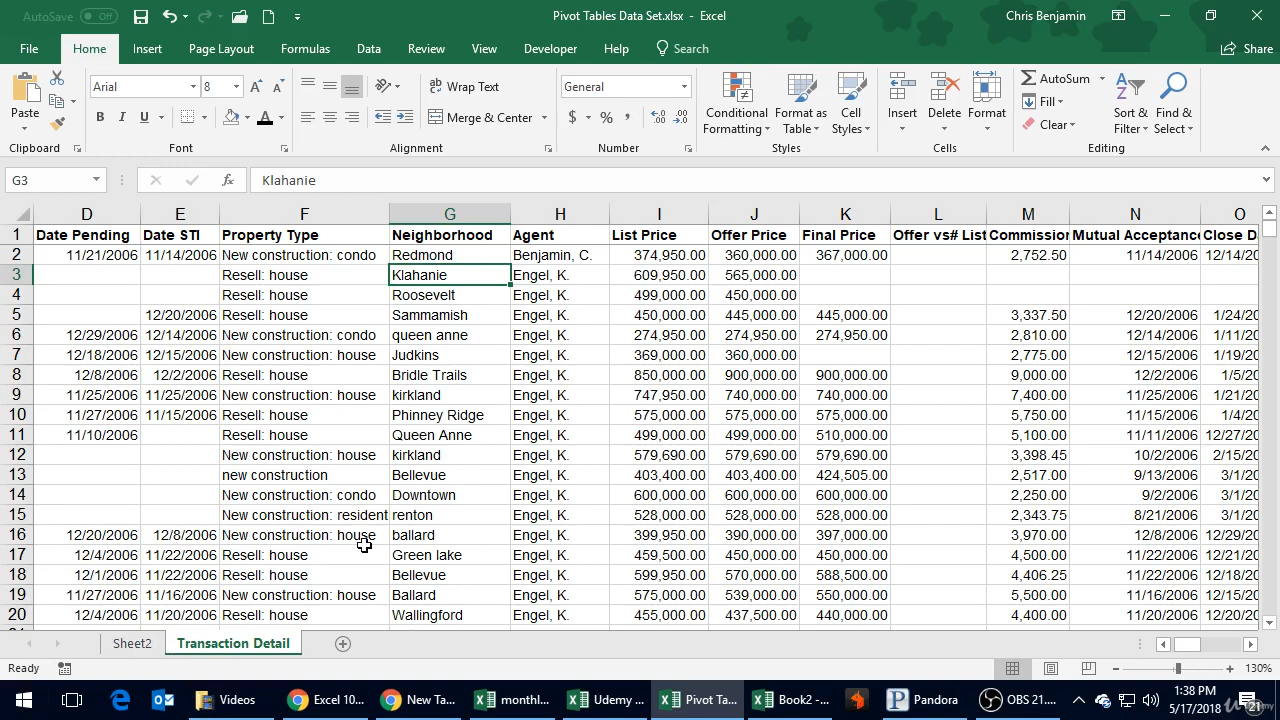 AutoSave Off Pivot Tables Data Set.xlsx - Excel Chris Benjamin
File Home Insert Page Layout Formulas Data Review View Developer Help Search Share
Arial 8 Wrap Text General AutoSum
Paste B I U Merge & Center $ % , Conditional Formatting Format as Table Cell Styles Insert Delete Format Fill Clear Sort & Filter Find & Select
Clipboard Font Alignment Number Styles Cells Editing
G3 fx Klahanie
D E F G H I J K L M N O
1 Date Pending Date STI Property Type Neighborhood Agent List Price Offer Price Final Price Offer vs# List Commission Mutual Acceptance Close D
2 11/21/2006 11/14/2006 New construction: condo Redmond Benjamin, C. 374,950.00 360,000.00 367,000.00 2,752.50 11/14/2006 12/14/20
3 Resell: house Klahanie Engel, K. 609,950.00 565,000.00
4 Resell: house Roosevelt Engel, K. 499,000.00 450,000.00
5 12/20/2006 Resell: house Sammamish Engel, K. 450,000.00 445,000.00 445,000.00 3,337.50 12/20/2006 1/24/20
6 12/29/2006 12/14/2006 New construction: condo queen anne Engel, K. 274,950.00 274,950.00 274,950.00 2,810.00 12/14/2006 1/11/20
7 12/18/2006 12/15/2006 New construction: house Judkins Engel, K. 369,000.00 360,000.00 2,775.00 12/15/2006 1/19/20
8 12/8/2006 12/2/2006 Resell: house Bridle Trails Engel, K. 850,000.00 900,000.00 900,000.00 9,000.00 12/2/2006 1/5/20
9 11/25/2006 11/25/2006 New construction: house kirkland Engel, K. 747,950.00 740,000.00 740,000.00 7,400.00 11/25/2006 1/21/20
10 11/27/2006 11/15/2006 Resell: house Phinney Ridge Engel, K. 575,000.00 575,000.00 575,000.00 5,750.00 11/15/2006 1/4/20
11 11/10/2006 Resell: house Queen Anne Engel, K. 499,000.00 499,000.00 510,000.00 5,100.00 11/11/2006 12/27/20
12 New construction: house kirkland Engel, K. 579,690.00 579,690.00 579,690.00 3,398.45 10/2/2006 2/15/20
13 new construction Bellevue Engel, K. 403,400.00 403,400.00 424,505.00 2,517.00 9/13/2006 3/1/20
14 New construction: condo Downtown Engel, K. 600,000.00 600,000.00 600,000.00 2,250.00 9/2/2006 3/1/20
15 New construction: resident renton Engel, K. 528,000.00 528,000.00 528,000.00 2,343.75 8/21/2006 3/1/20
16 12/20/2006 12/8/2006 New construction: house ballard Engel, K. 399,950.00 390,000.00 397,000.00 3,970.00 12/8/2006 12/29/20
17 12/4/2006 11/22/2006 Resell: house Green lake Engel, K. 459,500.00 450,000.00 450,000.00 4,500.00 11/22/2006 12/21/20
18 12/1/2006 11/22/2006 Resell: house Bellevue Engel, K. 599,950.00 570,000.00 588,500.00 4,406.25 11/22/2006 12/18/20
19 11/27/2006 11/16/2006 New construction: house Ballard Engel, K. 575,000.00 539,000.00 550,000.00 5,500.00 11/16/2006 12/15/20
20 12/4/2006 11/20/2006 Resell: house Wallingford Engel, K. 455,000.00 437,500.00 440,000.00 4,400.00 11/20/2006 12/20/20
Sheet2 Transaction Detail
Ready 130%
Videos Excel 10... New Ta... monthl... Udemy ... Pivot Ta... Book2 -... Pandora OBS 21.... 1:38 PM
5/17/2018 21